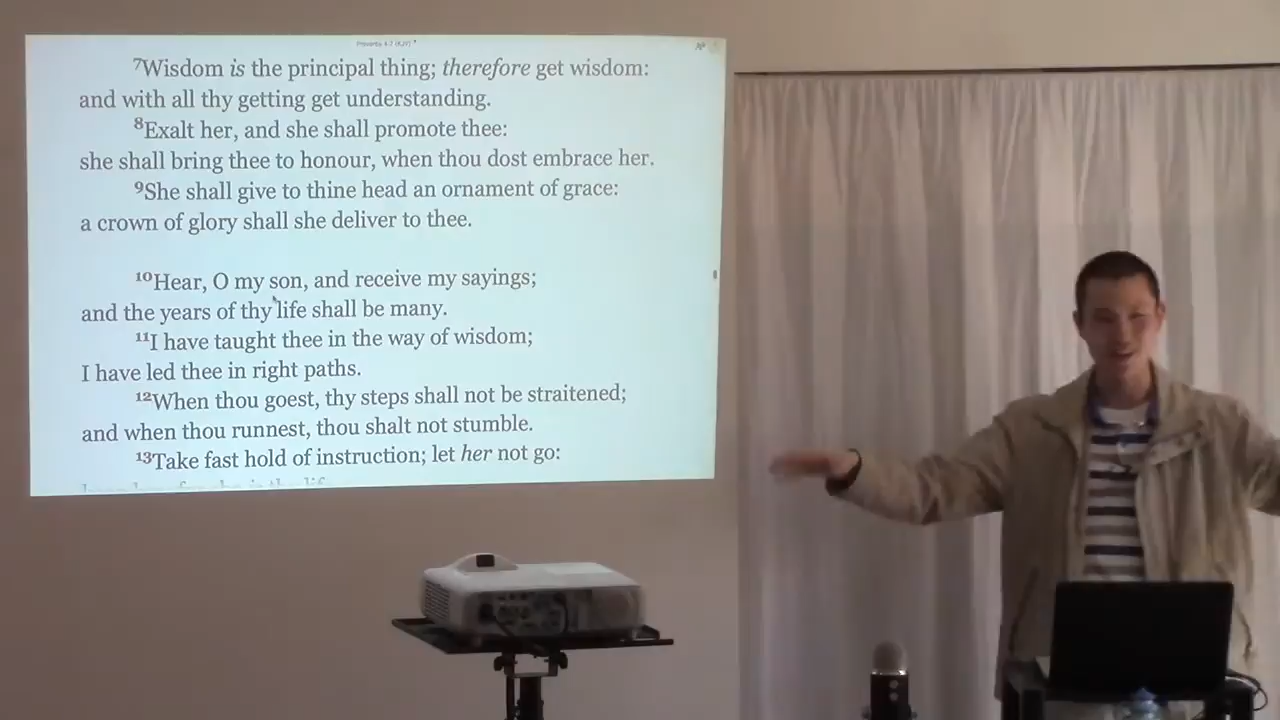 Proverbs 4:7 (KJV)
⁷Wisdom is the principal thing; therefore get wisdom:
and with all thy getting get understanding.
⁸Exalt her, and she shall promote thee:
she shall bring thee to honour, when thou dost embrace her.
⁹She shall give to thine head an ornament of grace:
a crown of glory shall she deliver to thee.
¹⁰Hear, O my son, and receive my sayings;
and the years of thy life shall be many.
¹¹I have taught thee in the way of wisdom;
I have led thee in right paths.
¹²When thou goest, thy steps shall not be straitened;
and when thou runnest, thou shalt not stumble.
¹³Take fast hold of instruction; let her not go: